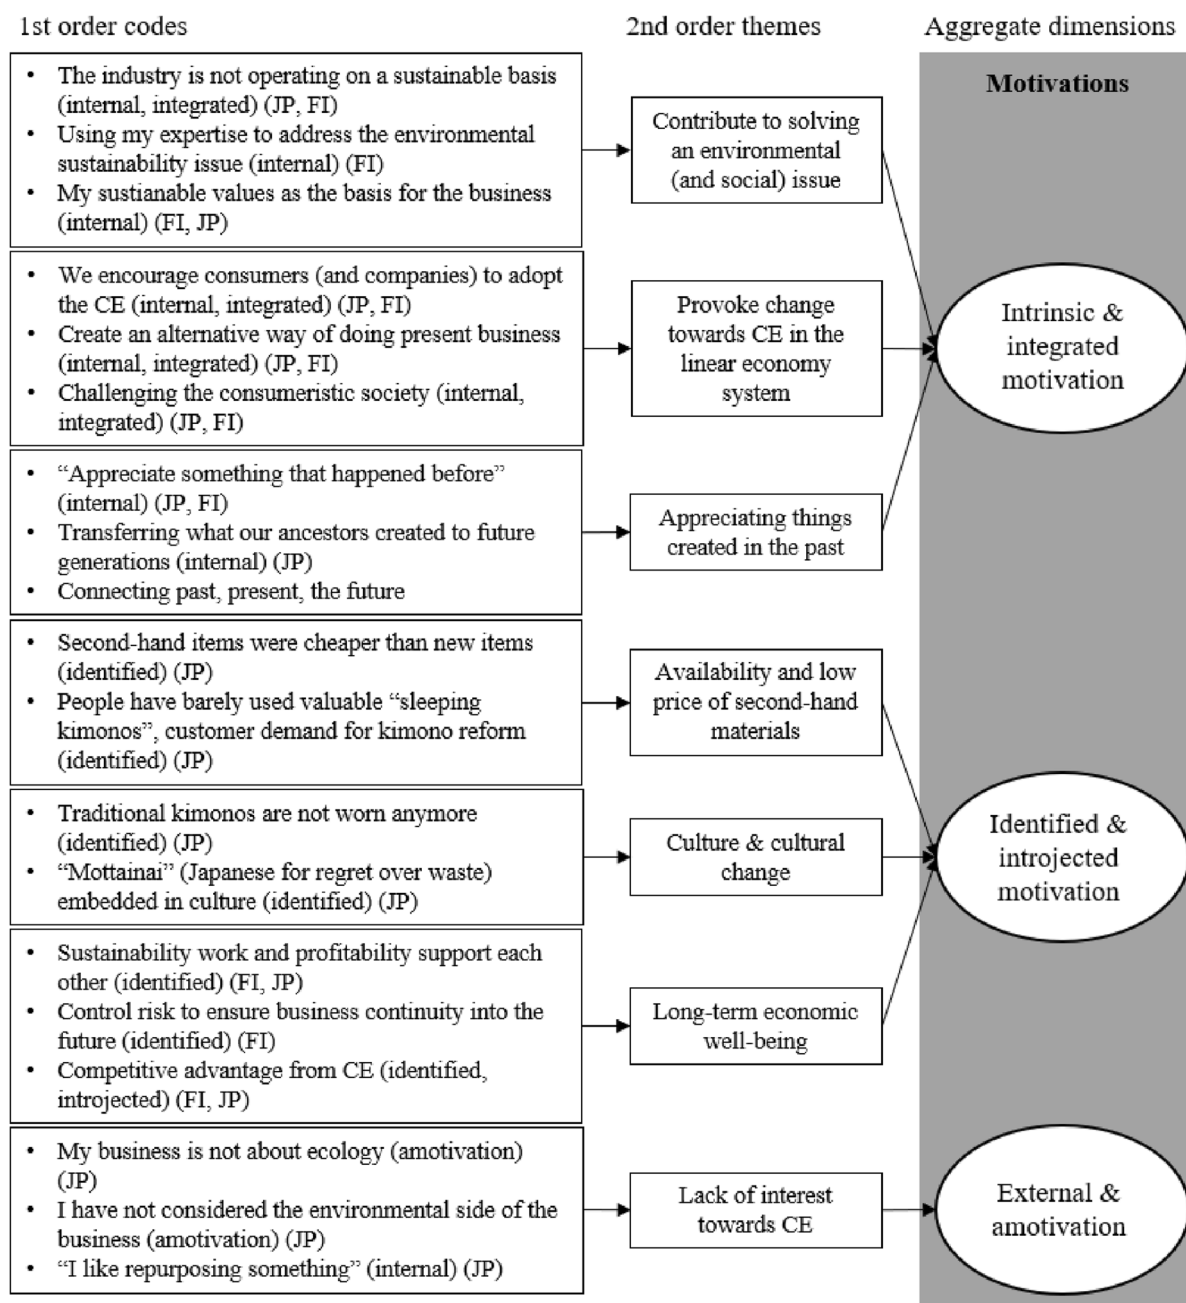 1st order codes
2nd order themes
Aggregate dimensions
Motivations
• The industry is not operating on a sustainable basis
(internal, integrated) (JP, FI)
• Using my expertise to address the environmental
sustainability issue (internal) (FI)
• My sustianable values as the basis for the business
(internal) (FI, JP)
Contribute to solving
an environmental
(and social) issue
• We encourage consumers (and companies) to adopt
the CE (internal, integrated) (JP, FI)
• Create an alternative way of doing present business
(internal, integrated) (JP, FI)
• Challenging the consumeristic society (internal,
integrated) (JP, FI)
Provoke change
towards CE in the
linear economy
system
Intrinsic &
integrated
motivation
• “Appreciate something that happened before”
(internal) (JP, FI)
• Transferring what our ancestors created to future
generations (internal) (JP)
• Connecting past, present, the future
Appreciating things
created in the past
• Second-hand items were cheaper than new items
(identified) (JP)
• People have barely used valuable “sleeping
kimonos”, customer demand for kimono reform
(identified) (JP)
Availability and low
price of second-hand
materials
• Traditional kimonos are not worn anymore
(identified) (JP)
• “Mottainai” (Japanese for regret over waste)
embedded in culture (identified) (JP)
Culture & cultural
change
Identified &
introjected
motivation
• Sustainability work and profitability support each
other (identified) (FI, JP)
• Control risk to ensure business continuity into the
future (identified) (FI)
• Competitive advantage from CE (identified,
introjected) (FI, JP)
Long-term economic
well-being
• My business is not about ecology (amotivation)
(JP)
• I have not considered the environmental side of the
business (amotivation) (JP)
• “I like repurposing something” (internal) (JP)
Lack of interest
towards CE
External &
amotivation